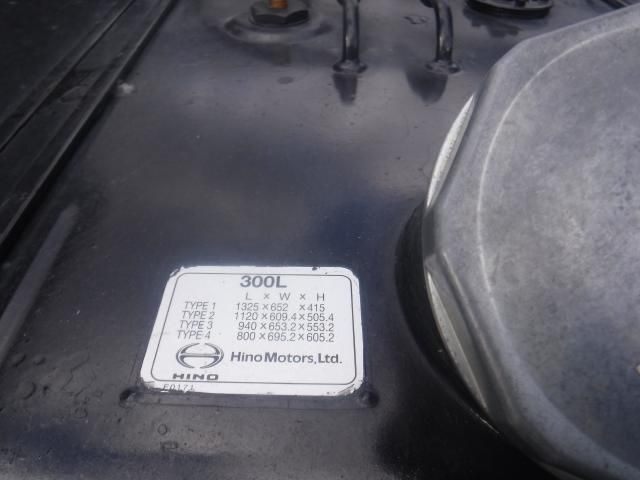 300L
L × W × H
TYPE 1 1325×652 ×415
TYPE 2 1120×609.4×505.4
TYPE 3 940×653.2×553.2
TYPE 4 800×695.2×605.2
HINO
Hino Motors, Ltd.
E0171